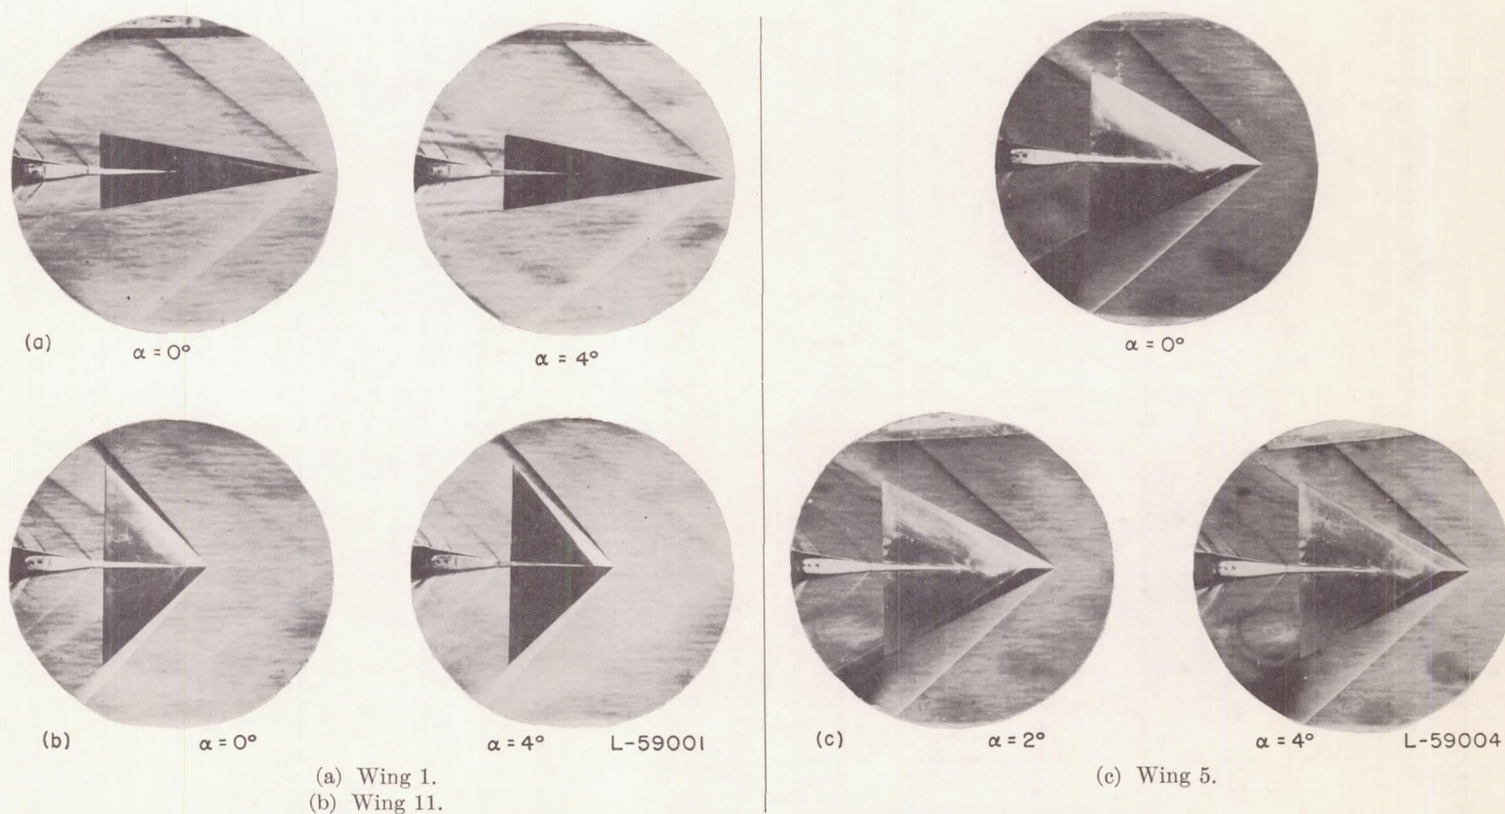 (a)
α = 0°
α = 4°
(b)
α = 0°
α = 4°
L-59001
(a) Wing 1.
(b) Wing 11.
α = 0°
(c)
α = 2°
α = 4°
L-59004
(c) Wing 5.